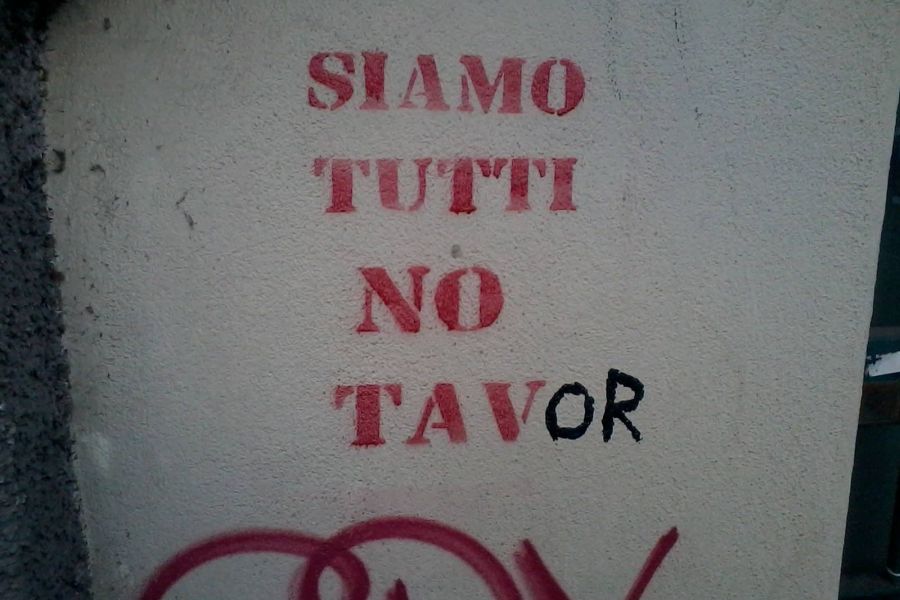 SIAMO
TUTTI
NO
TAVOR